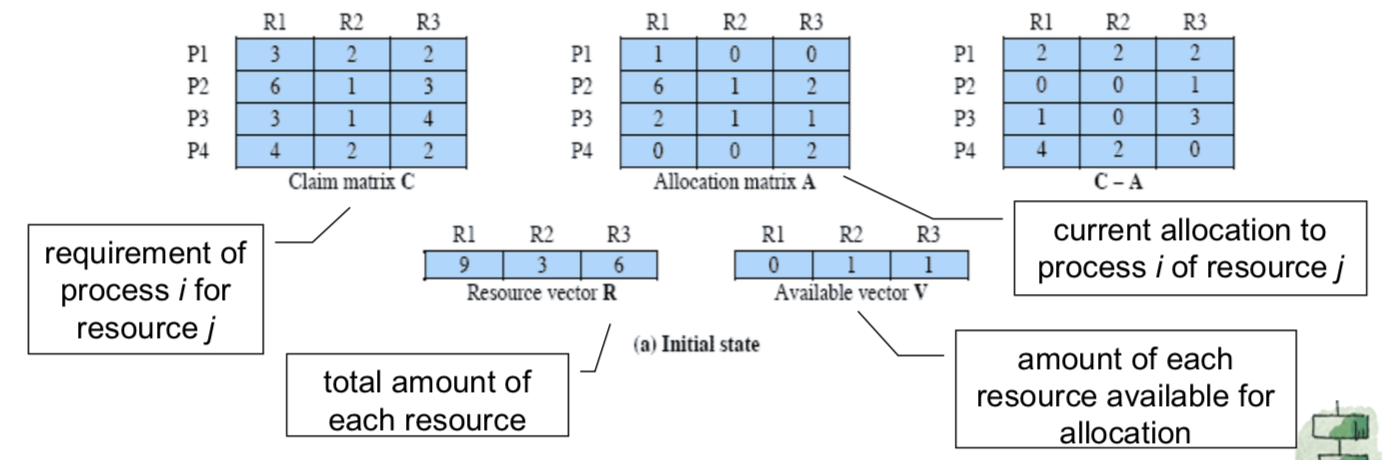 R1 R2 R3
P1 3 2 2
P2 6 1 3
P3 3 1 4
P4 4 2 2
Claim matrix C
R1 R2 R3
P1 1 0 0
P2 6 1 2
P3 2 1 1
P4 0 0 2
Allocation matrix A
R1 R2 R3
P1 2 2 2
P2 0 0 1
P3 1 0 3
P4 4 2 0
C – A
requirement of
process i for
resource j
R1 R2 R3
9 3 6
Resource vector R
R1 R2 R3
0 1 1
Available vector V
current allocation to
process i of resource j
(a) Initial state
total amount of
each resource
amount of each
resource available for
allocation